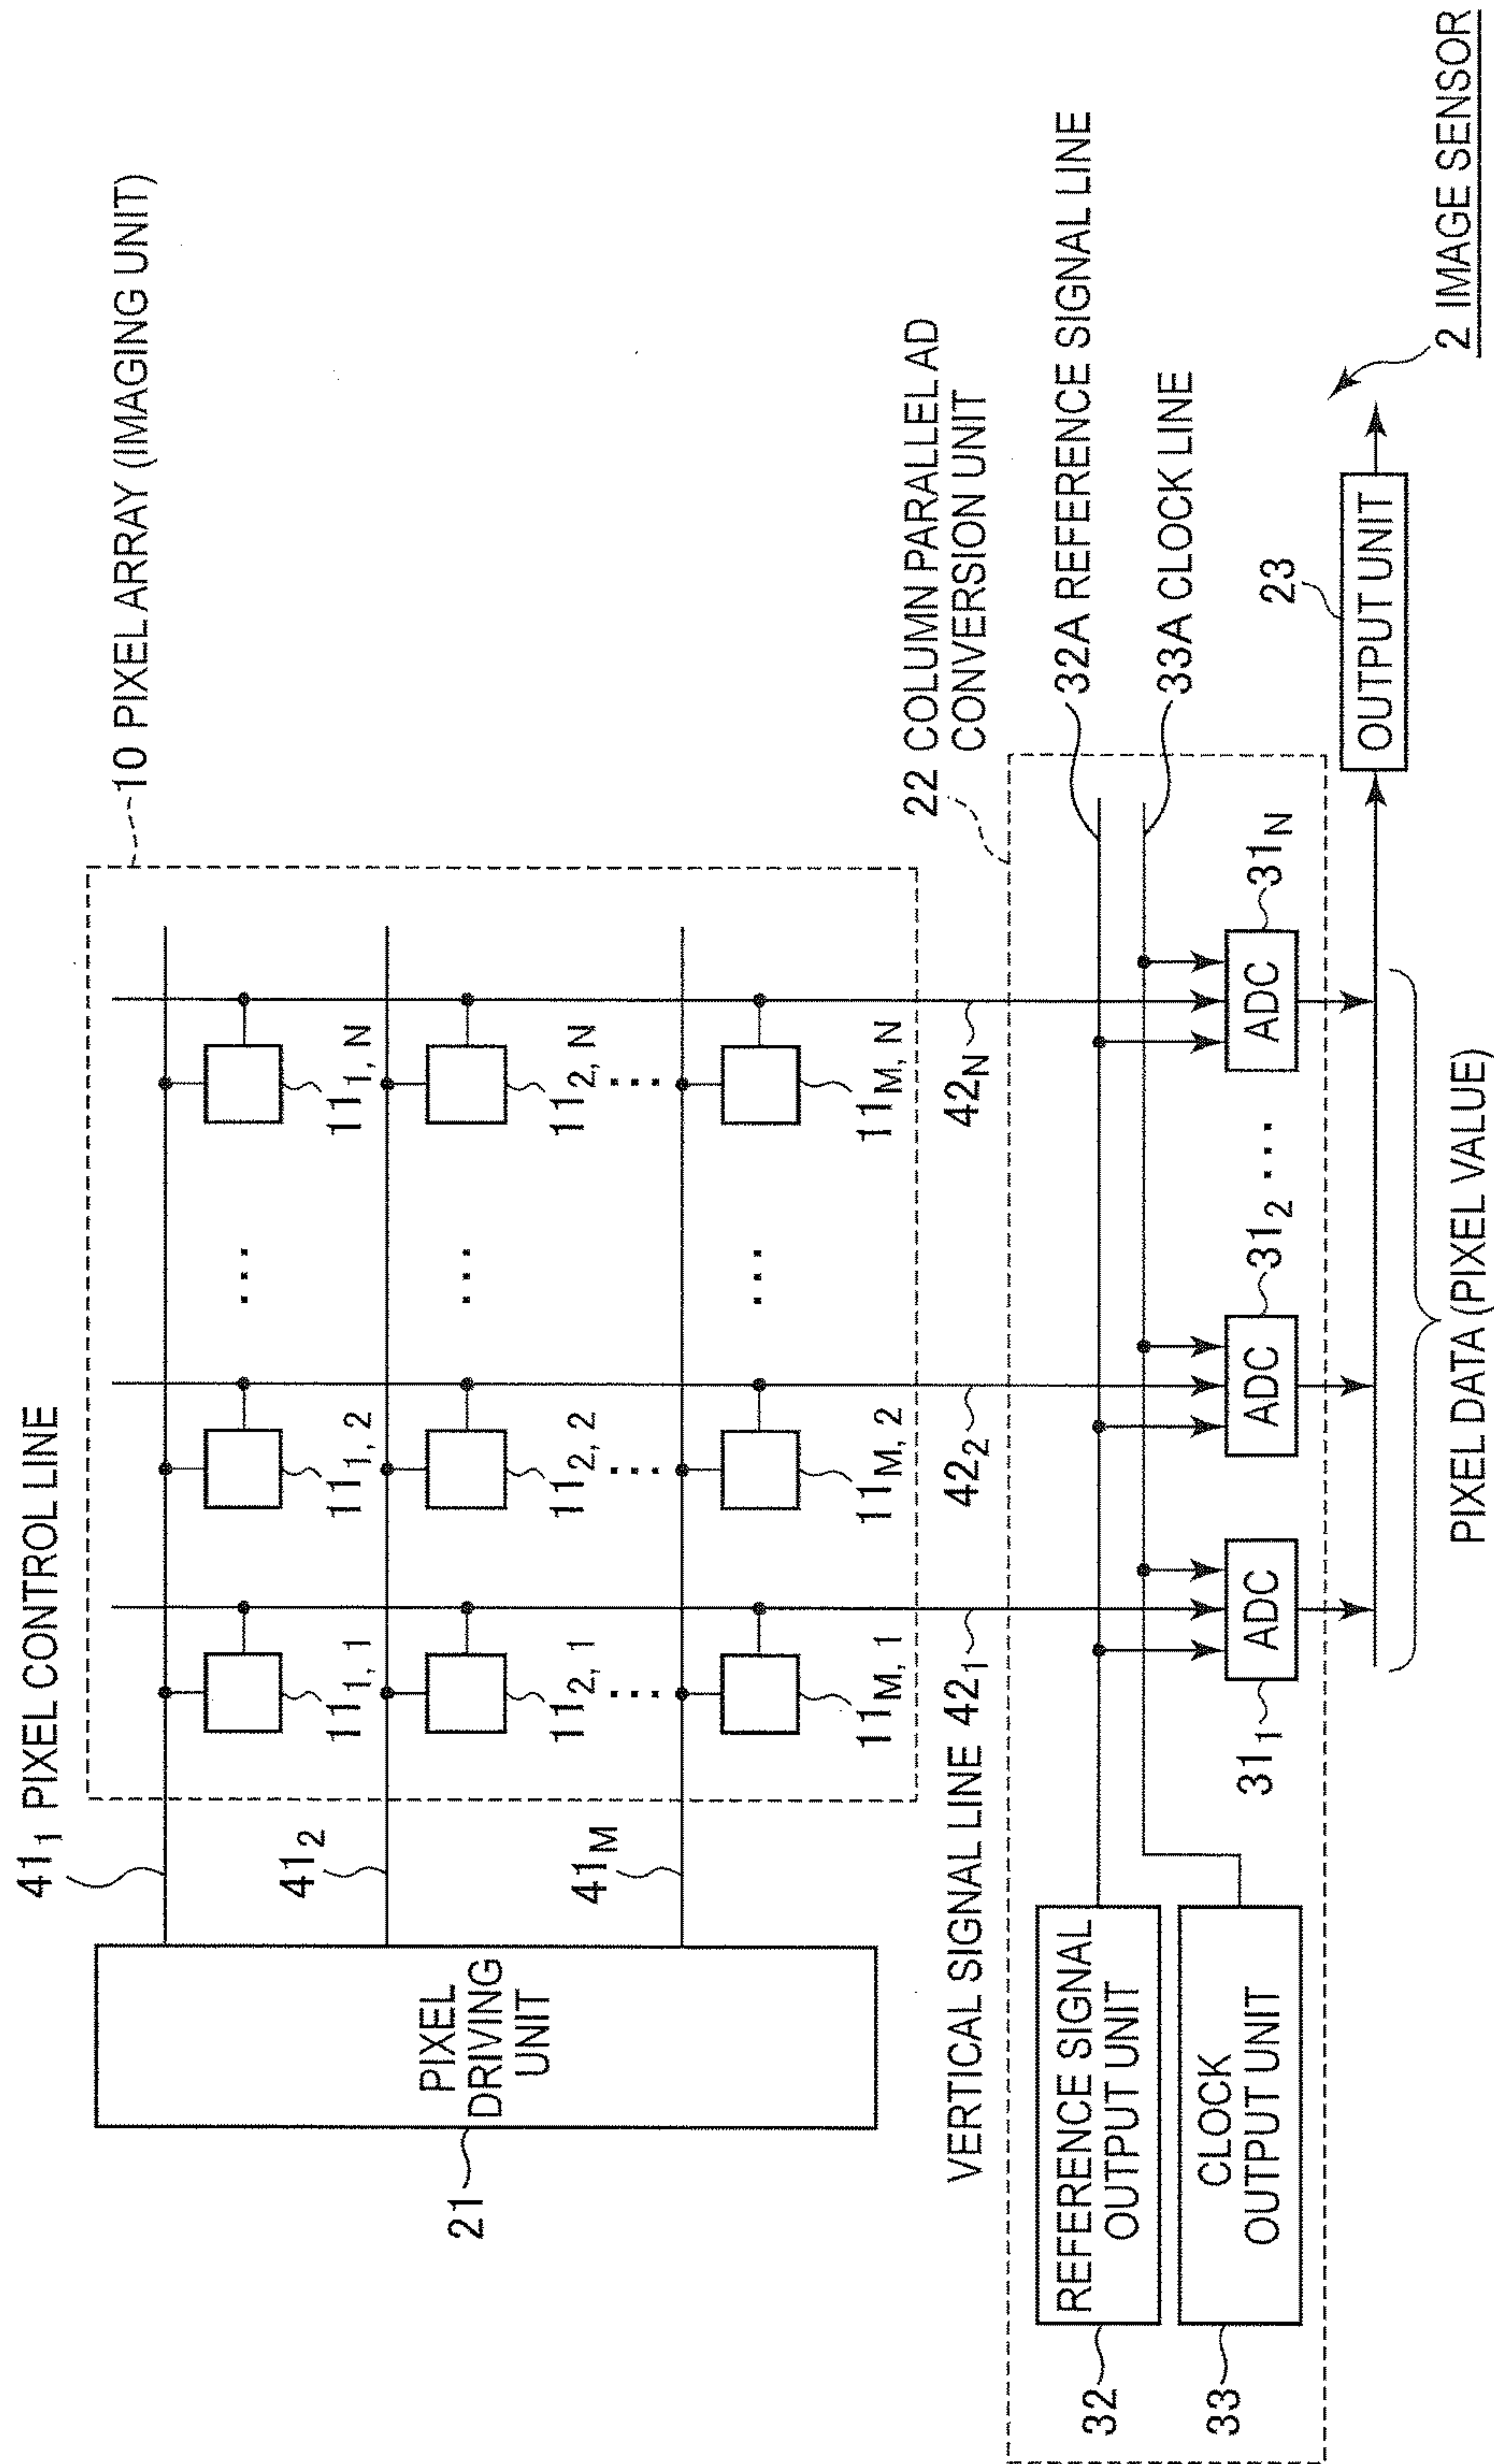 41₁ PIXEL CONTROL LINE
10 PIXEL ARRAY (IMAGING UNIT)
11₁, ₁
11₁, ₂
...
11₁, N
41₂
11₂, ₁
11₂, ₂
...
11₂, N
...
...
...
41M
11M, ₁
11M, ₂
...
11M, N
PIXEL
DRIVING
UNIT
21
VERTICAL SIGNAL LINE 42₁
42₂
42N
22 COLUMN PARALLEL AD
CONVERSION UNIT
32A REFERENCE SIGNAL LINE
33A CLOCK LINE
32
REFERENCE SIGNAL
OUTPUT UNIT
33
CLOCK
OUTPUT UNIT
31₁
ADC
31₂
ADC
...
31N
ADC
23
OUTPUT UNIT
PIXEL DATA (PIXEL VALUE)
2 IMAGE SENSOR